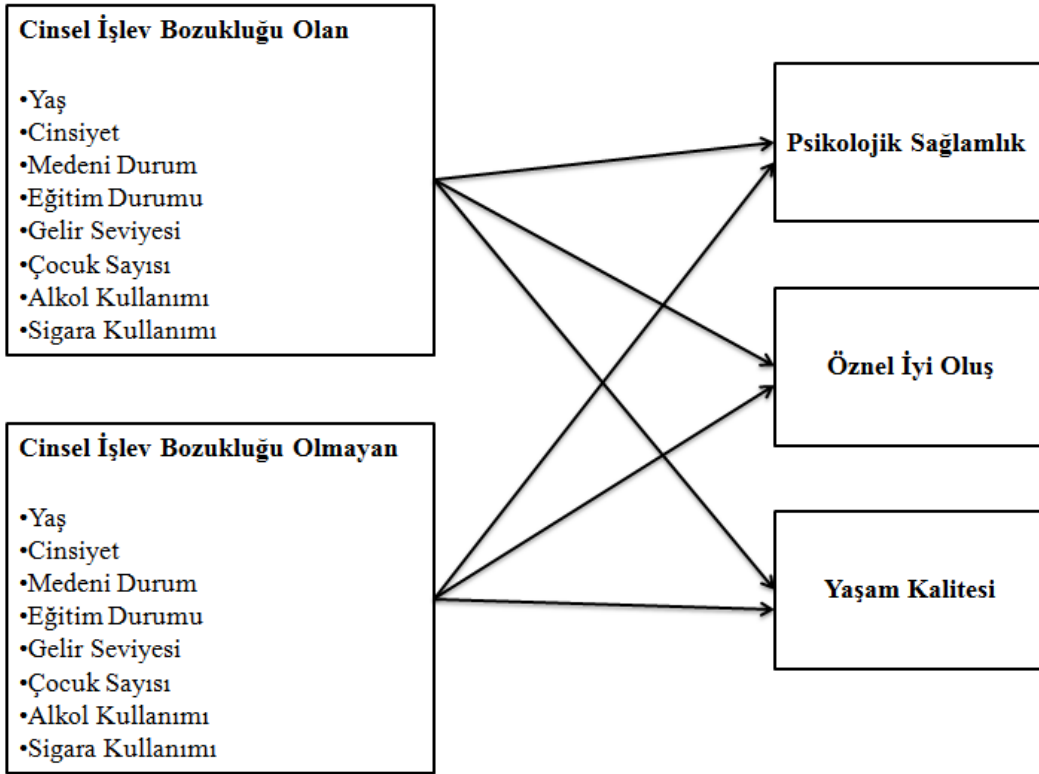 Cinsel İşlev Bozukluğu Olan
•Yaş
•Cinsiyet
•Medeni Durum
•Eğitim Durumu
•Gelir Seviyesi
•Çocuk Sayısı
•Alkol Kullanımı
•Sigara Kullanımı
Cinsel İşlev Bozukluğu Olmayan
•Yaş
•Cinsiyet
•Medeni Durum
•Eğitim Durumu
•Gelir Seviyesi
•Çocuk Sayısı
•Alkol Kullanımı
•Sigara Kullanımı
Psikolojik Sağlamlık
Öznel İyi Oluş
Yaşam Kalitesi